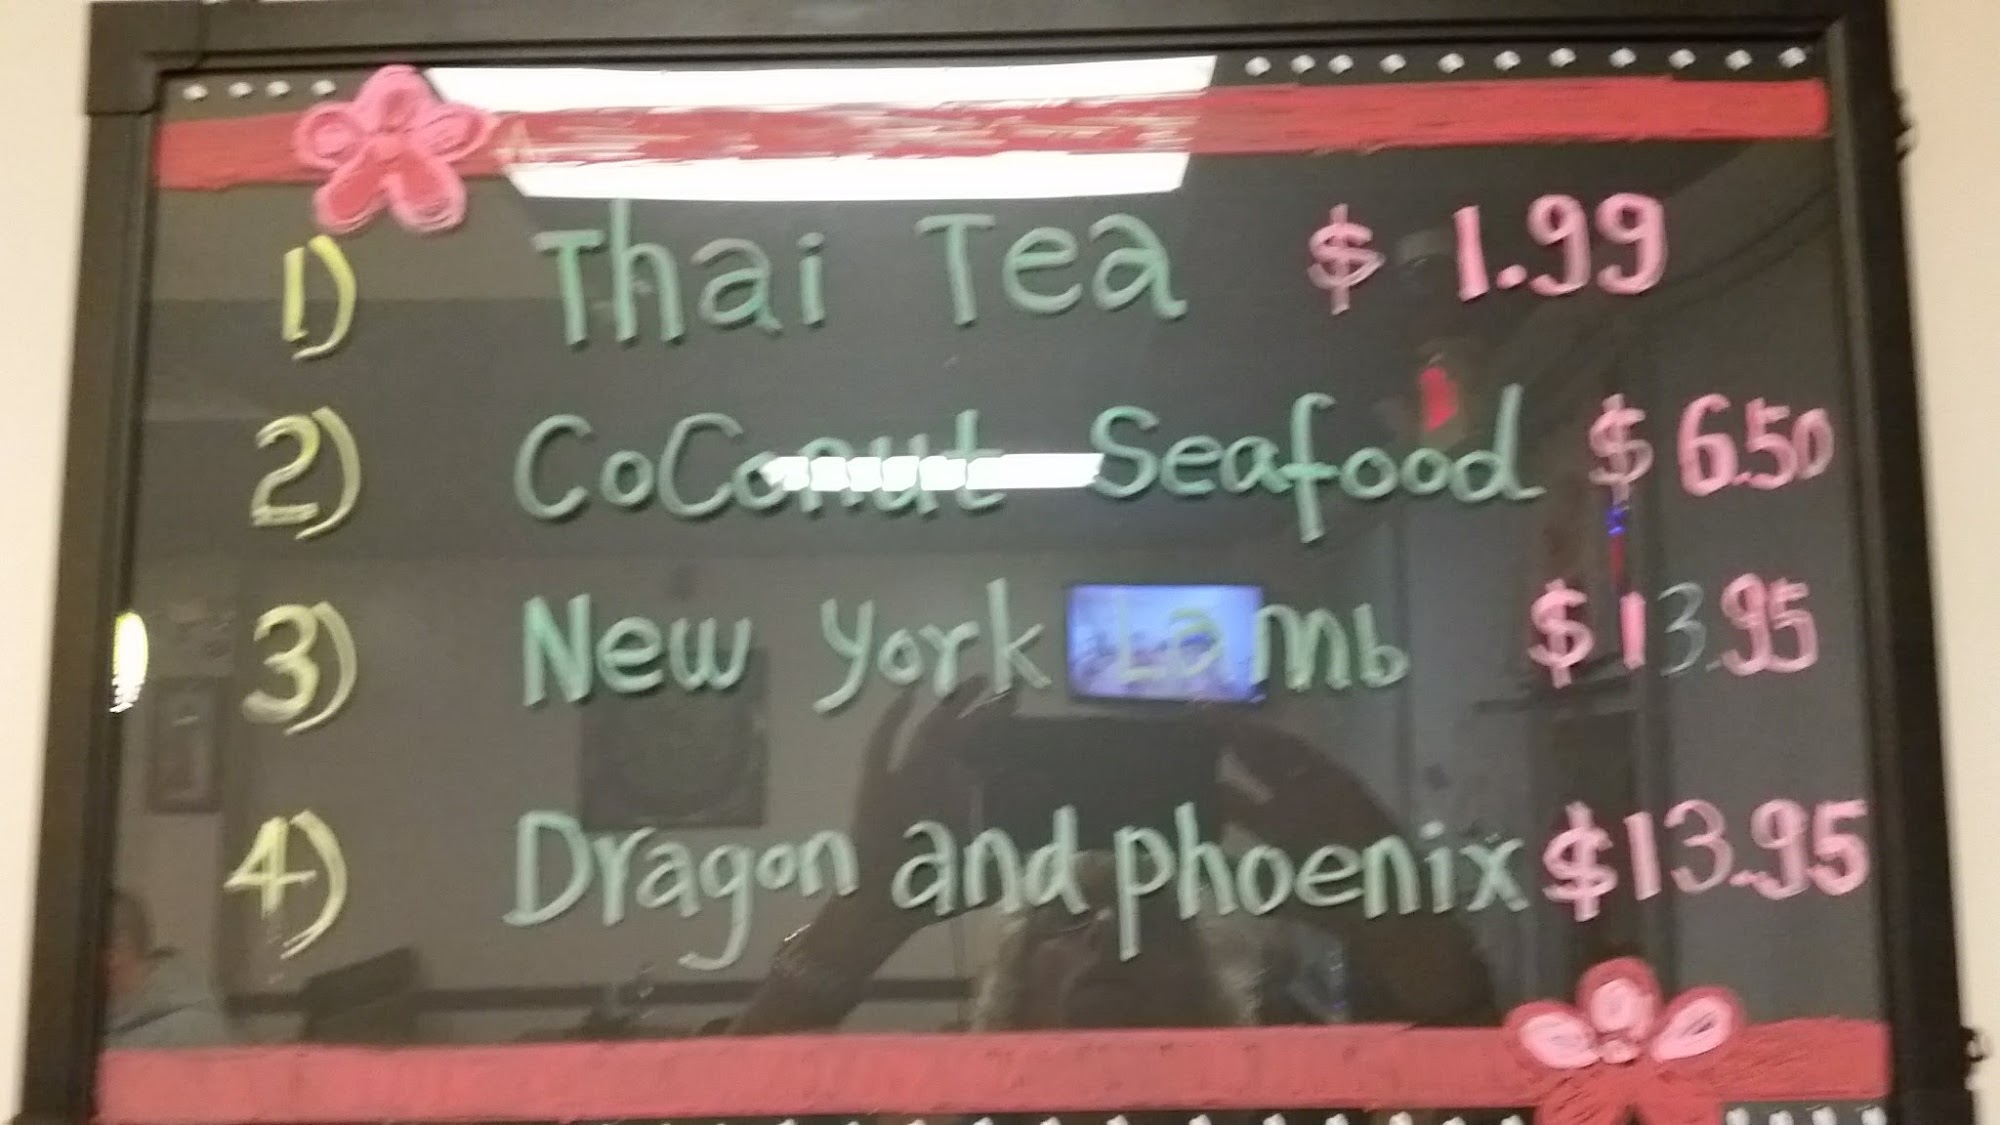 1) Thai Tea $ 1.99
2) CoConut Seafood $ 6.50
3) New york Lamb $ 13.95
4) Dragon and phoenix $13.95